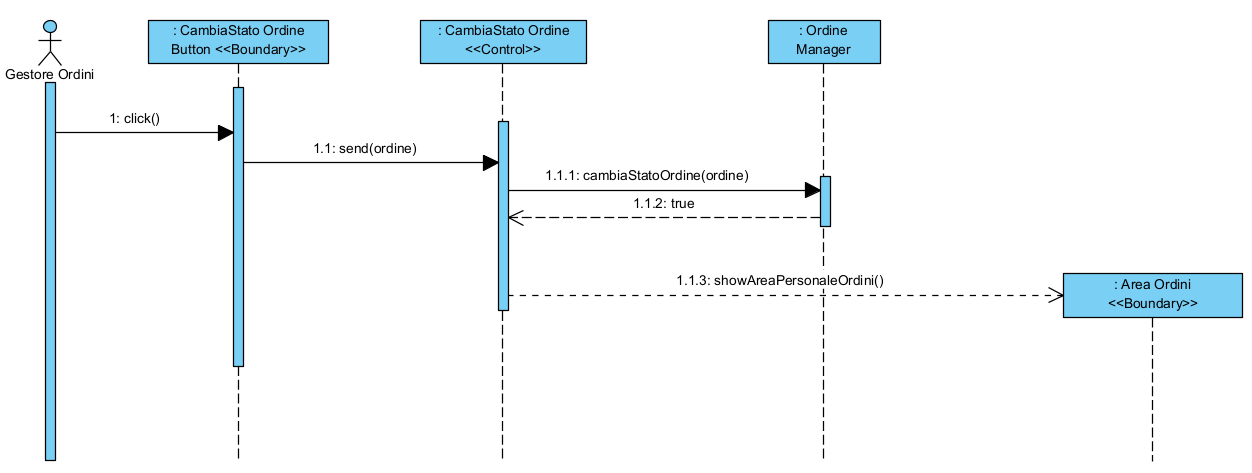 : CambiaStato Ordine
Button <<Boundary>>
: CambiaStato Ordine
<<Control>>
: Ordine
Manager
Gestore Ordini
1: click()
1.1: send(ordine)
1.1.1: cambiaStatoOrdine(ordine)
1.1.2: true
1.1.3: showAreaPersonaleOrdini()
: Area Ordini
<<Boundary>>